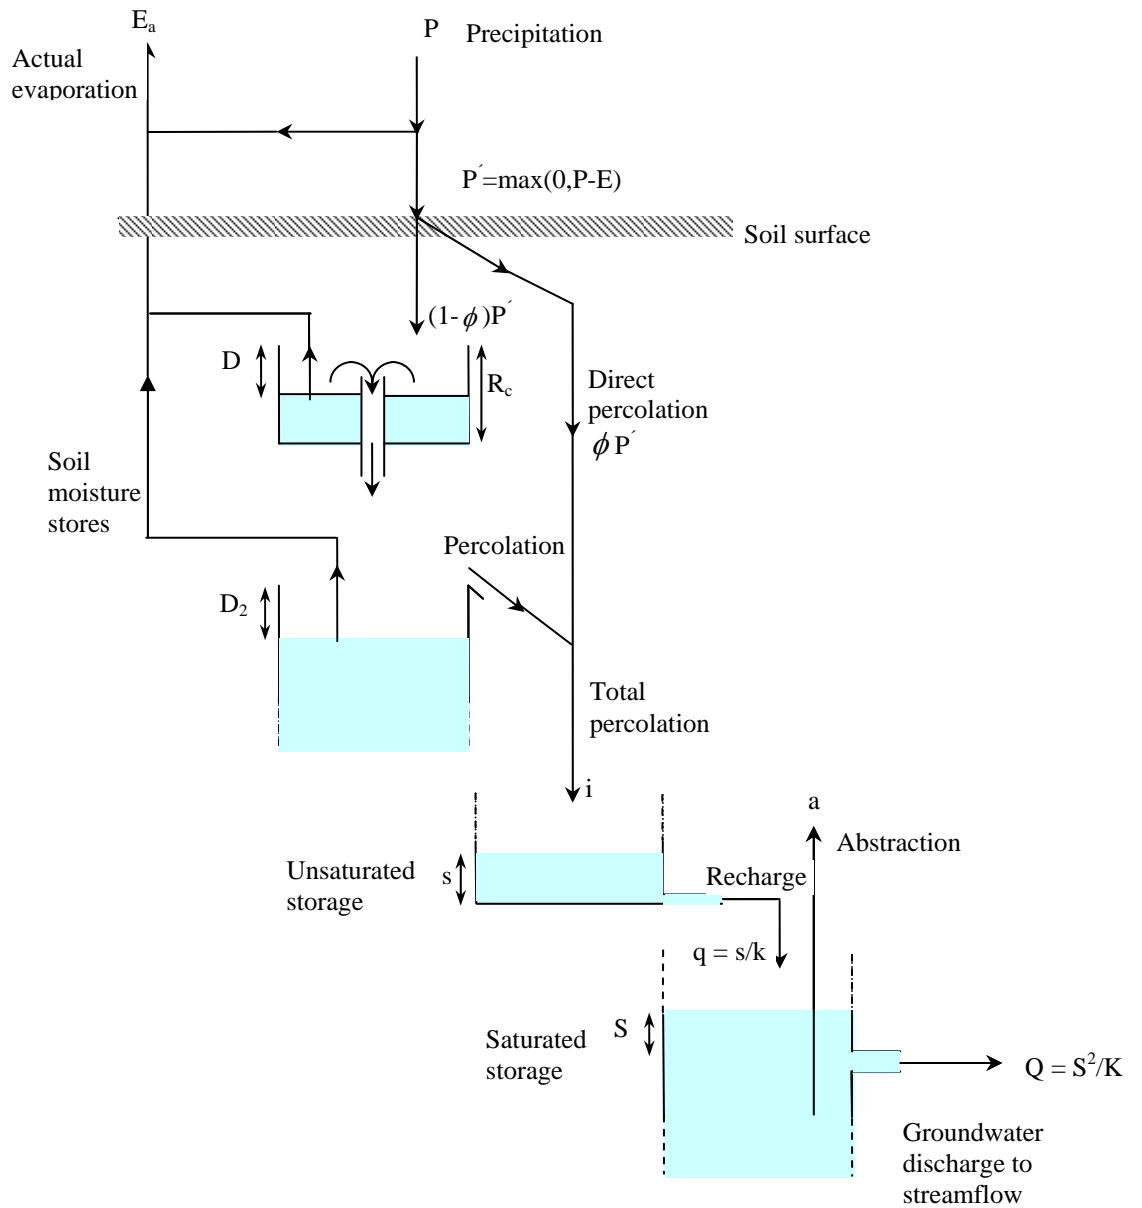 Eₐ
P Precipitation
Actual
evaporation
P´=max(0,P-E)
Soil surface
(1-ϕ)P´
D
R꜀
Direct
percolation
ϕP´
Soil
moisture
stores
Percolation
D₂
Total
percolation
i
a
Abstraction
Unsaturated
storage
s
Recharge
q = s/k
S
Saturated
storage
Q = S²/K
Groundwater
discharge to
streamflow